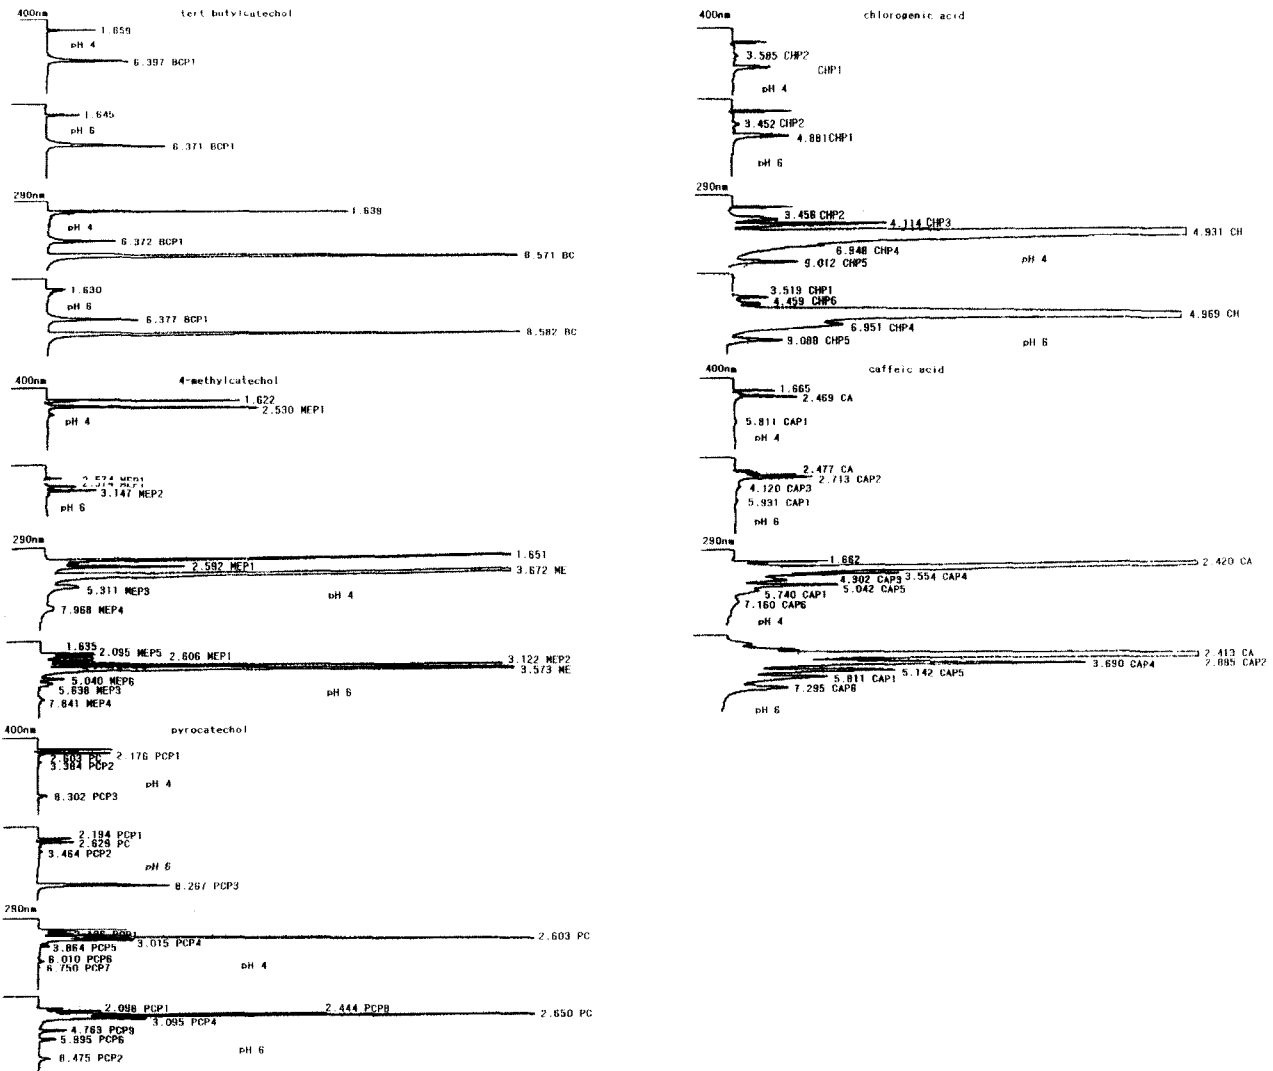 400nm
tert butylcatechol
1.659
pH 4
6.397 BCP1
1.645
pH 6
6.371 BCP1
290nm
1.638
pH 4
6.372 BCP1
8.571 BC
1.630
pH 6
6.377 BCP1
8.582 BC
400nm
4-methylcatechol
1.622
2.530 MEP1
pH 4
2.574 MEP1
3.147 MEP2
pH 6
290nm
1.651
2.592 MEP1
3.672 ME
5.311 MEP3
pH 4
7.968 MEP4
1.635
2.095 MEP5
2.606 MEP1
3.122 MEP2
3.573 ME
5.040 MEP6
5.638 MEP3
pH 6
7.841 MEP4
400nm
pyrocatechol
2.176 PCP1
2.603 PC
3.384 PCP2
pH 4
8.302 PCP3
2.194 PCP1
2.629 PC
3.464 PCP2
pH 6
8.267 PCP3
290nm
2.603 PC
3.015 PCP4
3.864 PCP5
6.010 PCP6
6.750 PCP7
pH 4
2.098 PCP1
2.444 PCP8
2.650 PC
3.095 PCP4
4.763 PCP9
5.895 PCP6
pH 6
8.475 PCP2
400nm
chlorogenic acid
3.585 CHP2
CHP1
pH 4
3.452 CHP2
4.881CHP1
pH 6
290nm
3.456 CHP2
4.114 CHP3
4.931 CH
6.948 CHP4
9.012 CHP5
pH 4
3.519 CHP1
4.459 CHP6
4.969 CH
6.951 CHP4
9.088 CHP5
pH 6
400nm
caffeic acid
1.665
2.469 CA
5.811 CAP1
pH 4
2.477 CA
2.713 CAP2
4.120 CAP3
5.931 CAP1
pH 6
290nm
1.662
2.420 CA
3.554 CAP4
4.302 CAP3
5.042 CAP5
5.740 CAP1
7.160 CAP6
pH 4
2.413 CA
2.885 CAP2
3.690 CAP4
5.142 CAP5
5.811 CAP1
7.295 CAP6
pH 6